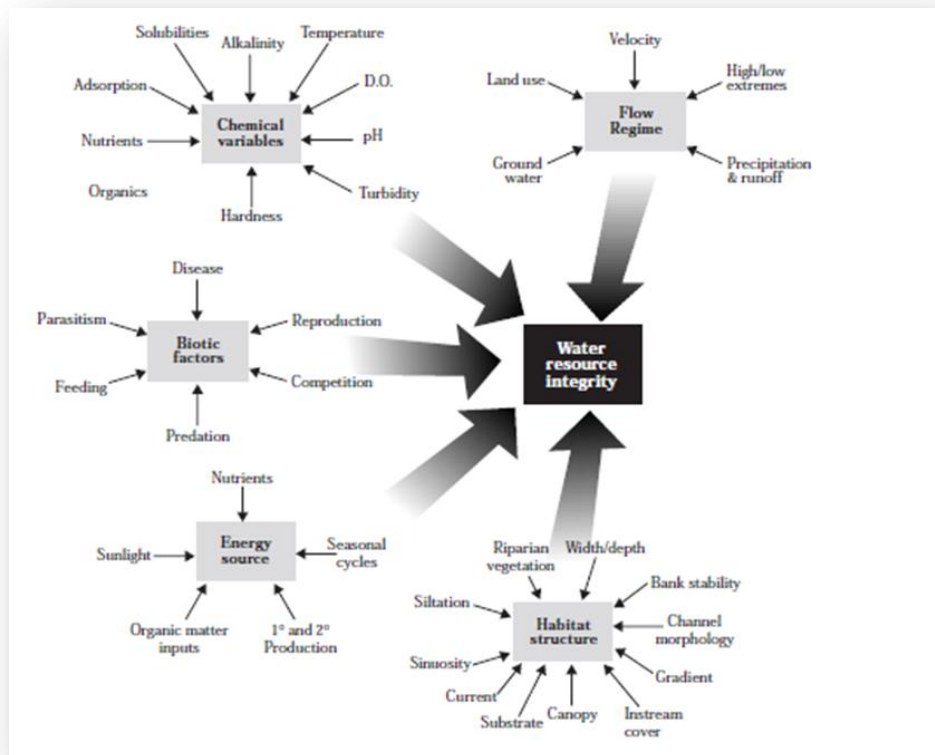 Solubilities
Alkalinity
Temperature
Adsorption
D.O.
Chemical
variables
Nutrients
pH
Organics
Turbidity
Hardness
Velocity
Land use
High/low
extremes
Flow
Regime
Ground
water
Precipitation
& runoff
Disease
Parasitism
Reproduction
Biotic
factors
Feeding
Competition
Predation
Water
resource
integrity
Nutrients
Sunlight
Energy
source
Seasonal
cycles
Organic matter
inputs
1° and 2°
Production
Riparian
vegetation
Width/depth
Bank stability
Siltation
Habitat
structure
Channel
morphology
Sinuosity
Gradient
Current
Substrate
Canopy
Instream
cover